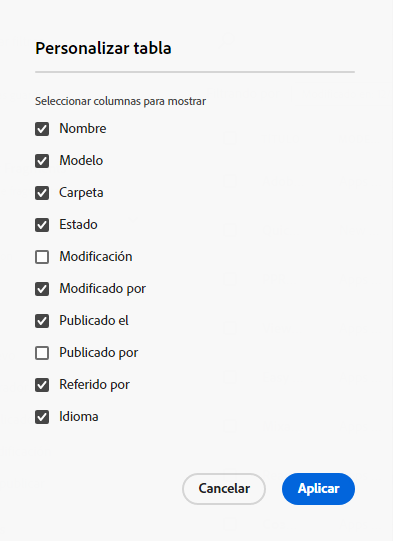 Personalizar tabla
Seleccionar columnas para mostrar
Nombre
Modelo
Carpeta
Estado
Modificación
Modificado por
Publicado el
Publicado por
Referido por
Idioma
Cancelar
Aplicar